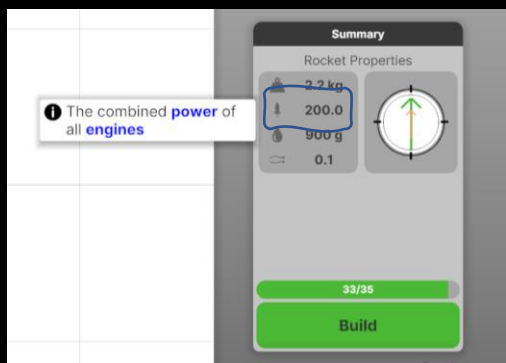 Summary
Rocket Properties
2.2 kg
The combined power of
all engines
200.0
900 g
0.1
33/35
Build